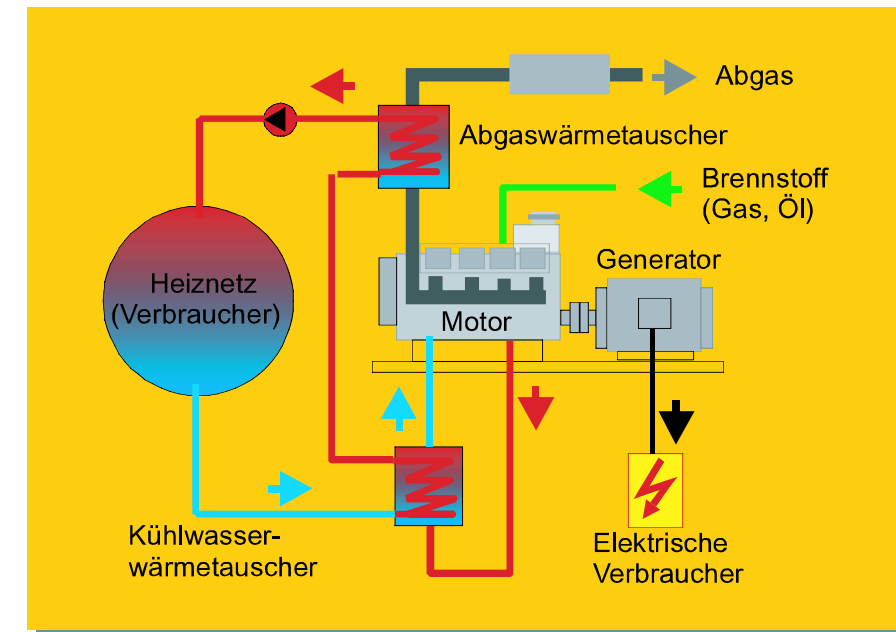 Abgas
Abgaswärmetauscher
Brennstoff
(Gas, Öl)
Generator
Heiznetz
(Verbraucher)
Motor
Kühlwasser-
wärmetauscher
Elektrische
Verbraucher